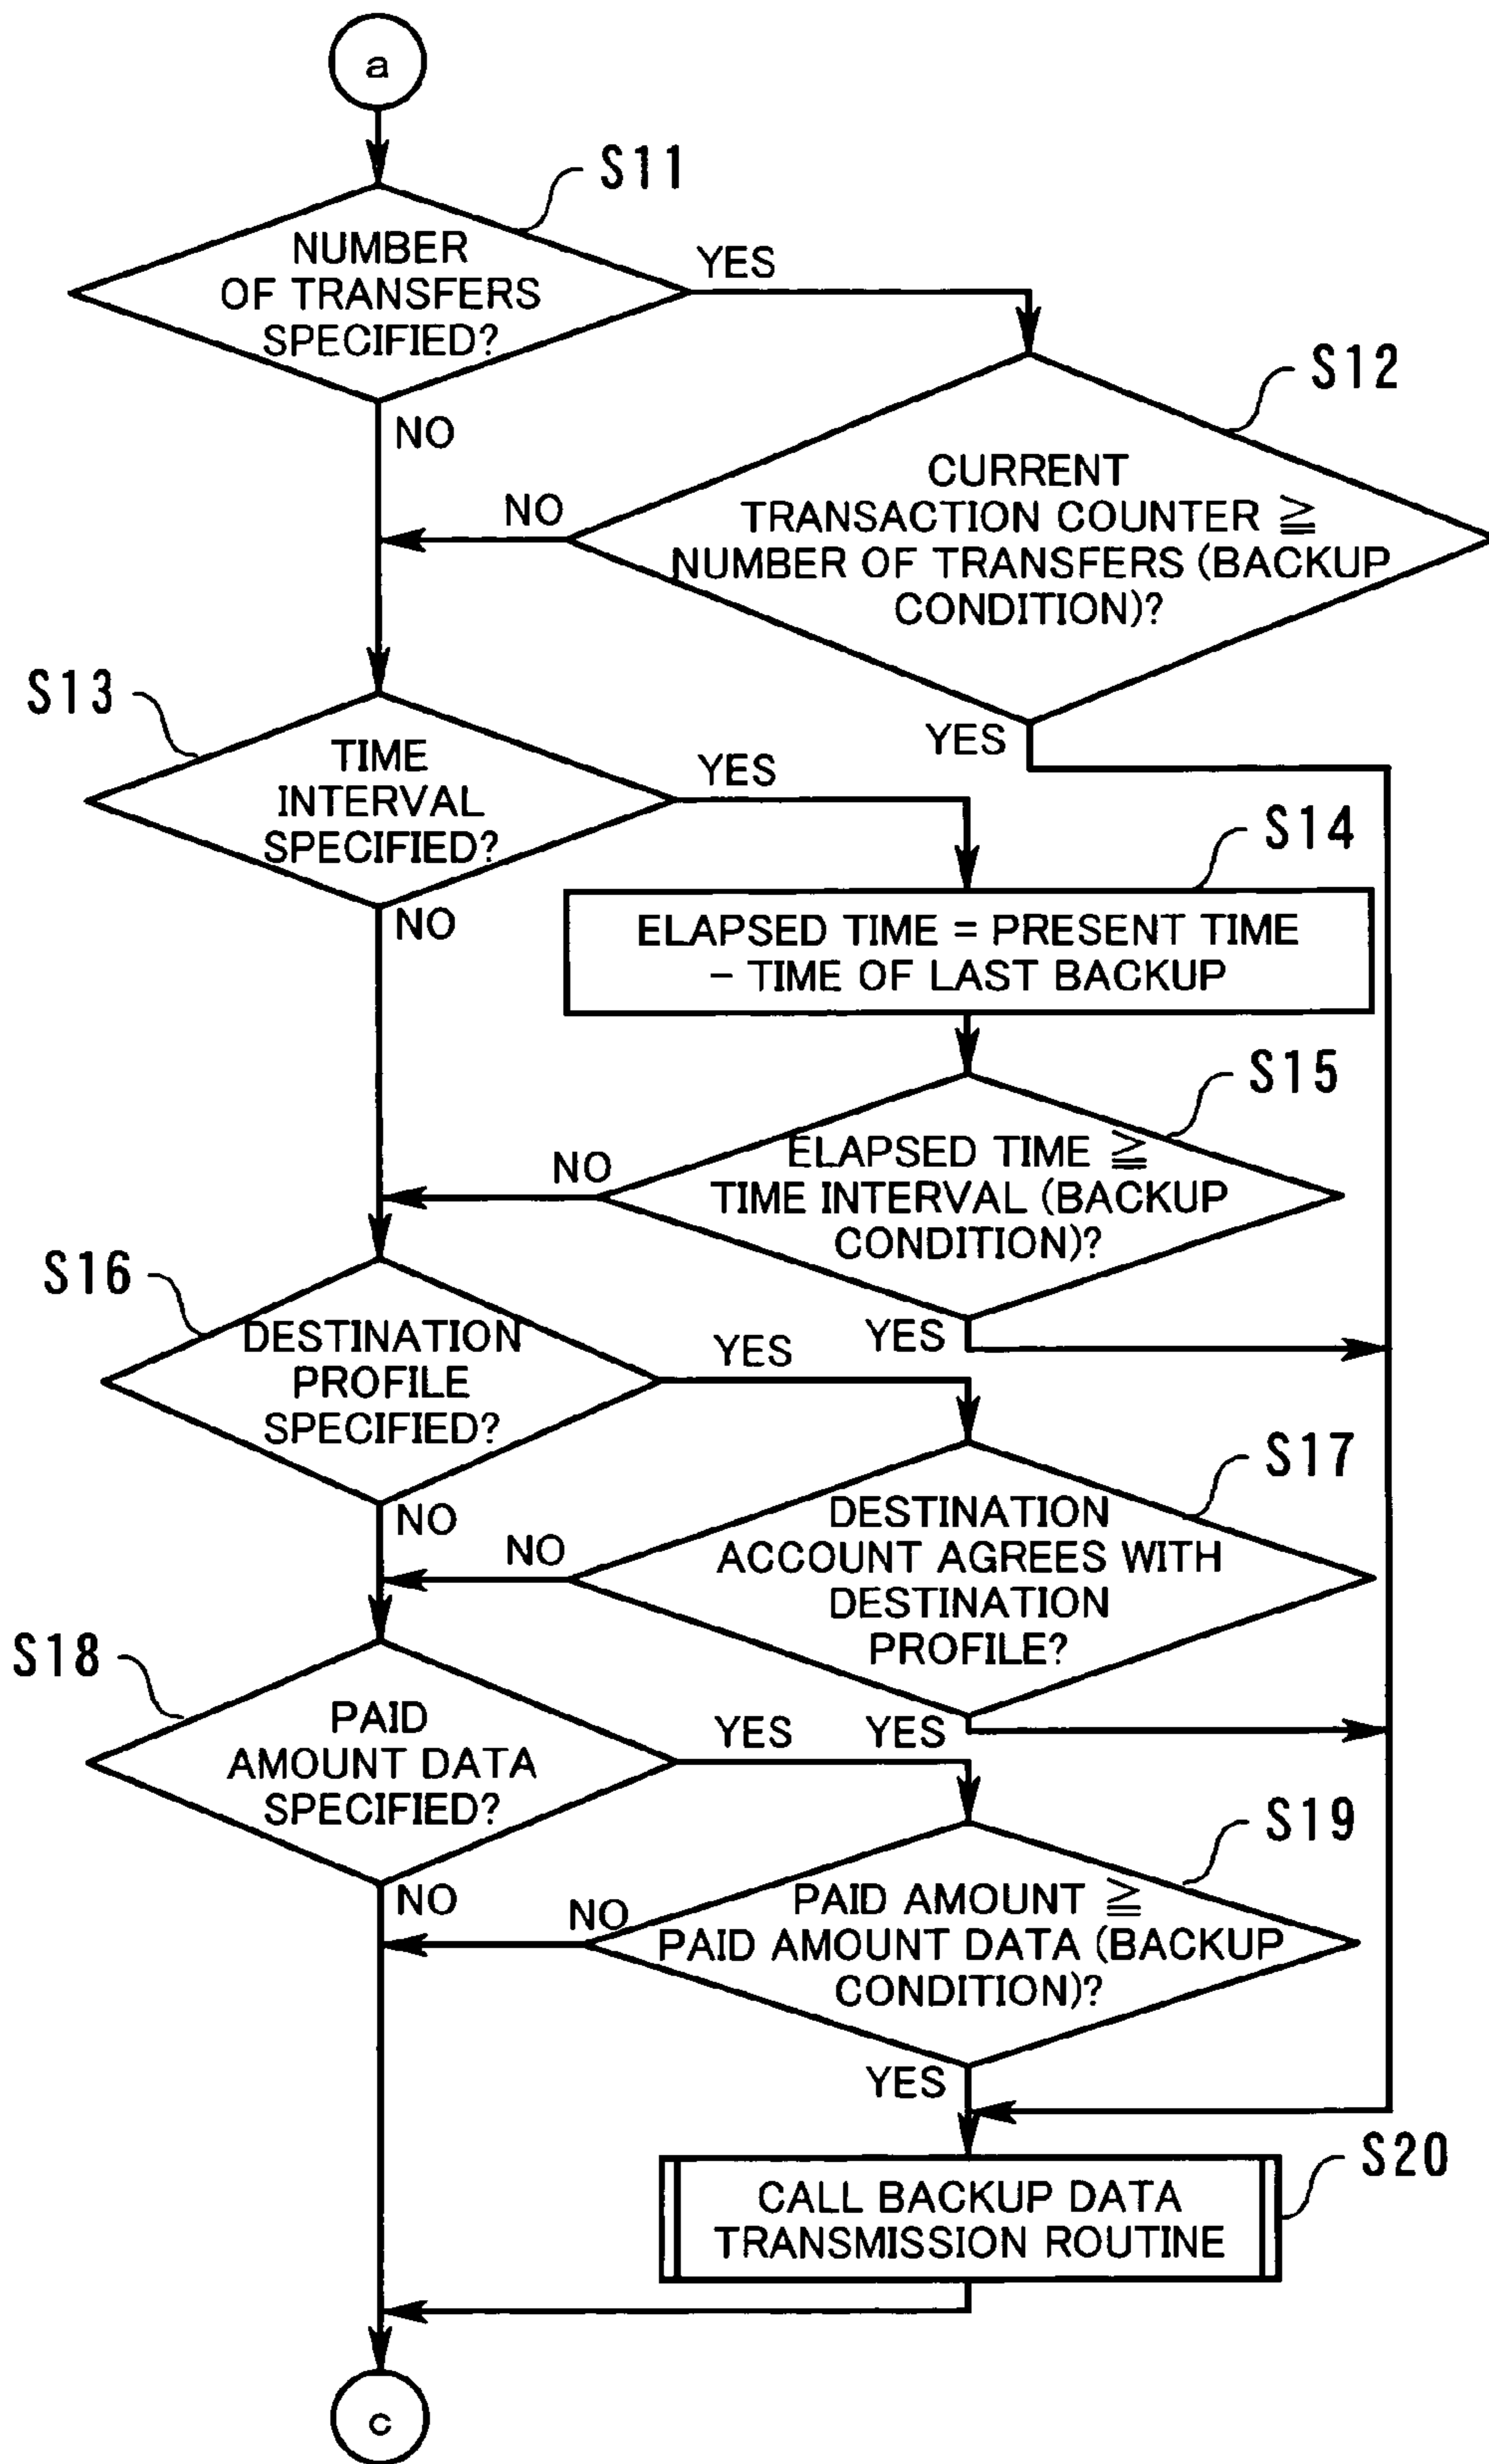 a
S11
NUMBER
OF TRANSFERS
SPECIFIED?
YES
NO
S12
CURRENT
TRANSACTION COUNTER ≧
NUMBER OF TRANSFERS (BACKUP
CONDITION)?
NO
YES
S13
TIME
INTERVAL
SPECIFIED?
YES
NO
S14
ELAPSED TIME = PRESENT TIME
− TIME OF LAST BACKUP
S15
ELAPSED TIME ≧
TIME INTERVAL (BACKUP
CONDITION)?
NO
YES
S16
DESTINATION
PROFILE
SPECIFIED?
YES
NO
S17
DESTINATION
ACCOUNT AGREES WITH
DESTINATION
PROFILE?
NO
YES
S18
PAID
AMOUNT DATA
SPECIFIED?
YES
NO
S19
PAID AMOUNT ≧
PAID AMOUNT DATA (BACKUP
CONDITION)?
NO
YES
S20
CALL BACKUP DATA
TRANSMISSION ROUTINE
c